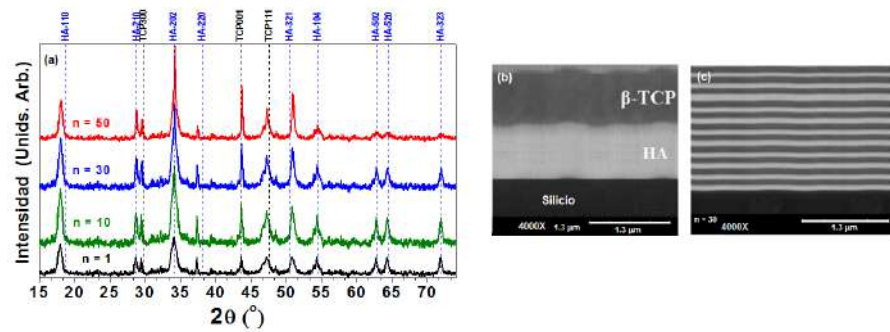 HA-110
HA-210
TCP300
HA-202
HA-220
TCP001
TCP111
HA-321
HA-104
HA-502
HA-520
HA-323
(a)
Intensidad (Unids. Arb.)
n = 50
n = 30
n = 10
n = 1
15 20 25 30 35 40 45 50 55 60 65 70
2θ (°)
(b)
β-TCP
HA
Silicio
4000X 1.3 µm
(c)
n = 30
4000X 1.3 µm